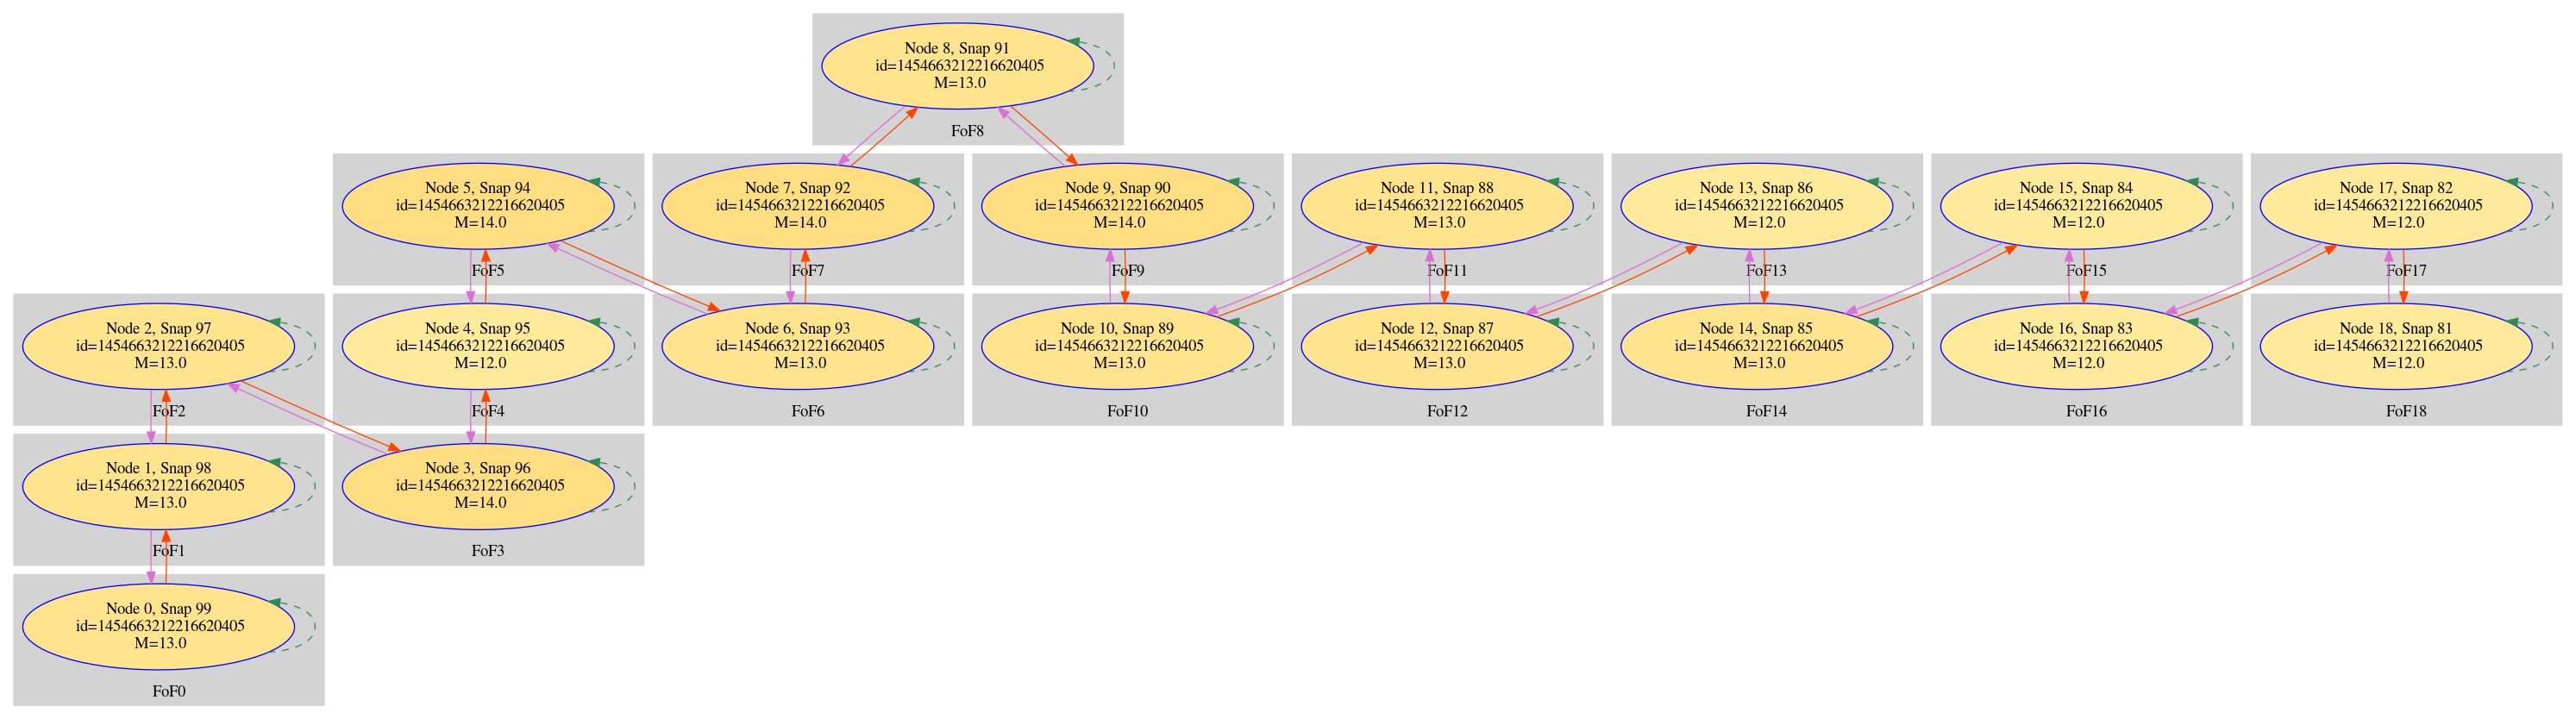 Node 8, Snap 91
id=1454663212216620405
M=13.0
FoF8
Node 5, Snap 94
id=1454663212216620405
M=14.0
FoF5
Node 7, Snap 92
id=1454663212216620405
M=14.0
FoF7
Node 9, Snap 90
id=1454663212216620405
M=14.0
FoF9
Node 11, Snap 88
id=1454663212216620405
M=13.0
FoF11
Node 13, Snap 86
id=1454663212216620405
M=12.0
FoF13
Node 15, Snap 84
id=1454663212216620405
M=12.0
FoF15
Node 17, Snap 82
id=1454663212216620405
M=12.0
FoF17
Node 2, Snap 97
id=1454663212216620405
M=13.0
FoF2
Node 4, Snap 95
id=1454663212216620405
M=12.0
FoF4
Node 6, Snap 93
id=1454663212216620405
M=13.0
FoF6
Node 10, Snap 89
id=1454663212216620405
M=13.0
FoF10
Node 12, Snap 87
id=1454663212216620405
M=13.0
FoF12
Node 14, Snap 85
id=1454663212216620405
M=13.0
FoF14
Node 16, Snap 83
id=1454663212216620405
M=12.0
FoF16
Node 18, Snap 81
id=1454663212216620405
M=12.0
FoF18
Node 1, Snap 98
id=1454663212216620405
M=13.0
FoF1
Node 3, Snap 96
id=1454663212216620405
M=14.0
FoF3
Node 0, Snap 99
id=1454663212216620405
M=13.0
FoF0